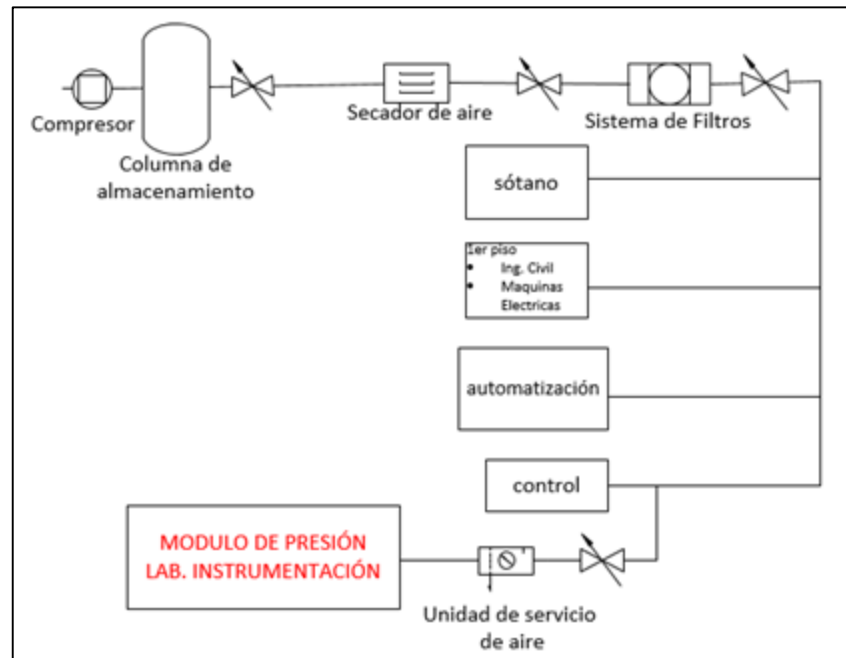 Compresor
Columna de
almacenamiento
Secador de aire
Sistema de Filtros
sótano
1er piso
• Ing. Civil
• Maquinas
Electricas
automatización
control
MODULO DE PRESIÓN
LAB. INSTRUMENTACIÓN
Unidad de servicio
de aire